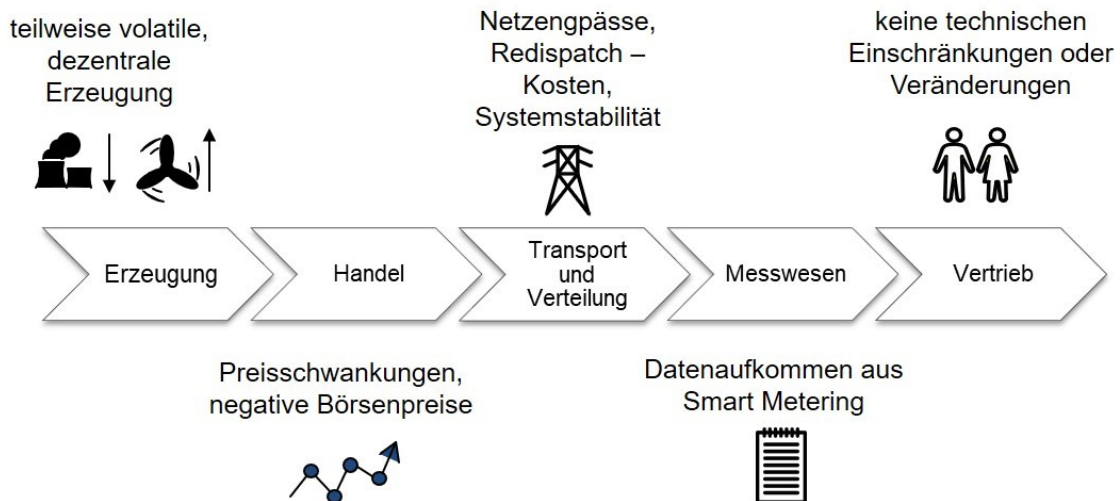 teilweise volatile,
dezentrale
Erzeugung
Netzengpässe,
Redispatch –
Kosten,
Systemstabilität
keine technischen
Einschränkungen oder
Veränderungen
Erzeugung
Handel
Transport
und
Verteilung
Messwesen
Vertrieb
Preisschwankungen,
negative Börsenpreise
Datenaufkommen aus
Smart Metering